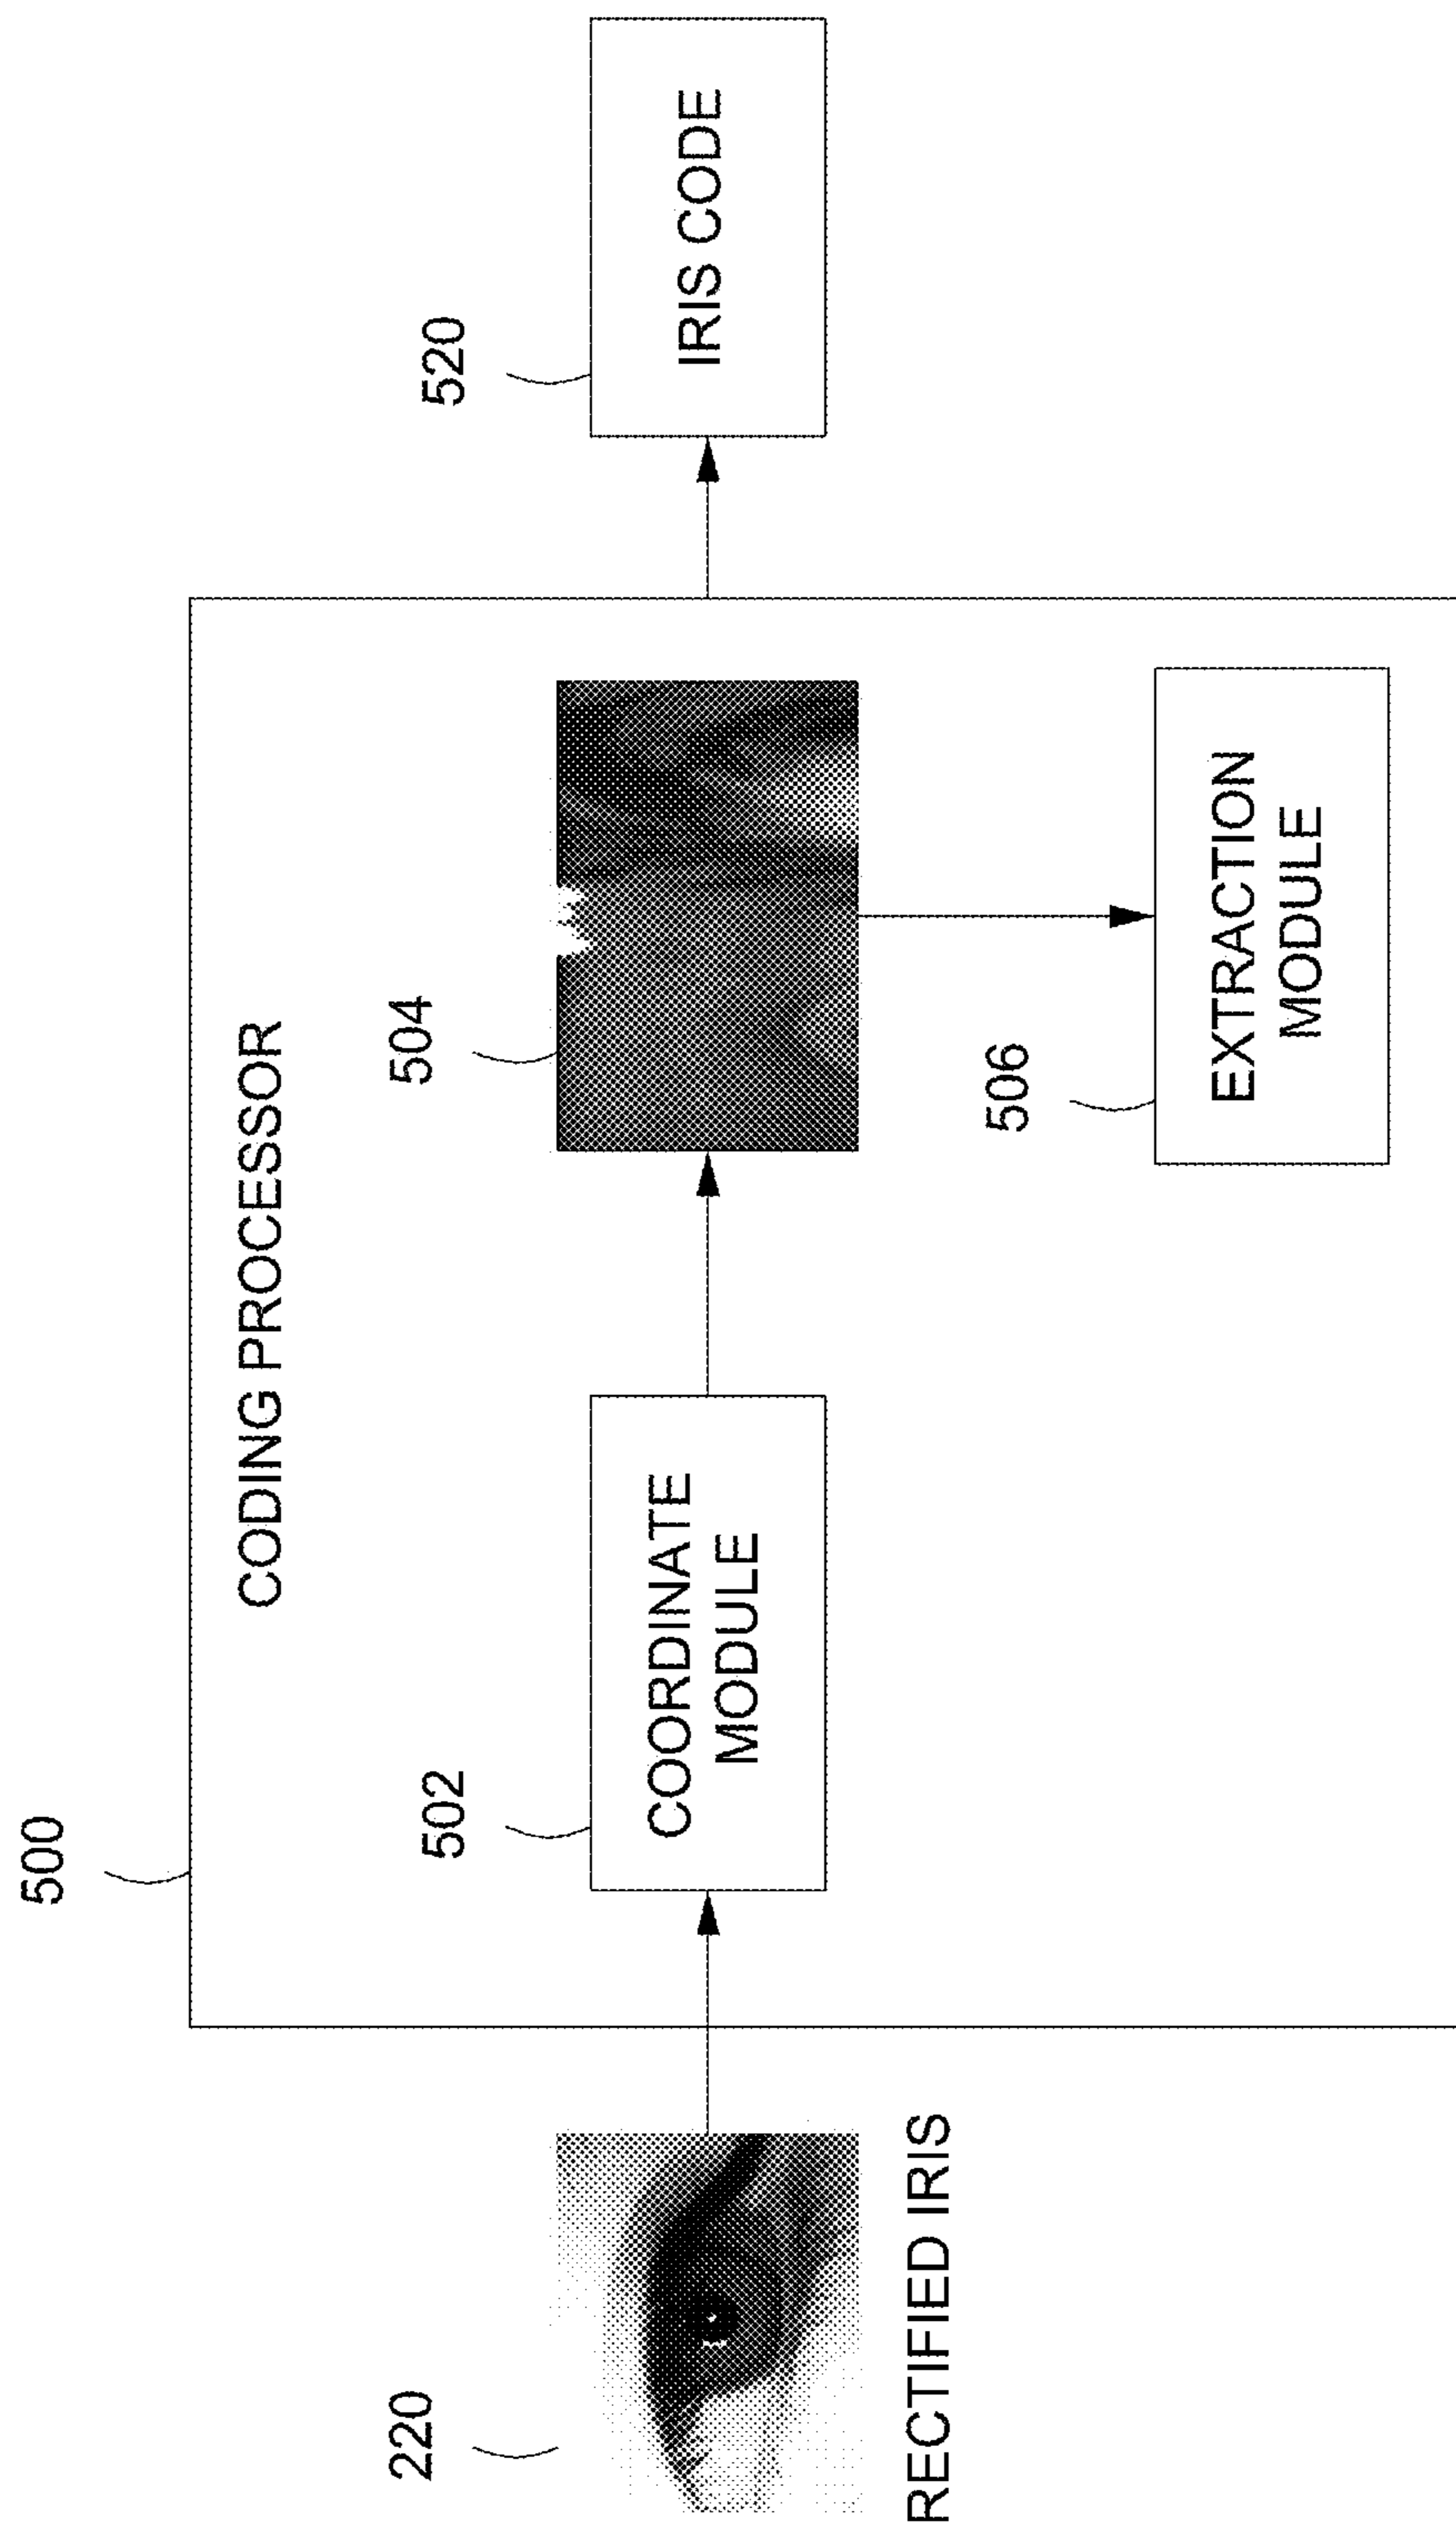 500
CODING PROCESSOR
220
RECTIFIED IRIS
502
COORDINATE
MODULE
504
506
EXTRACTION
MODULE
520
IRIS CODE